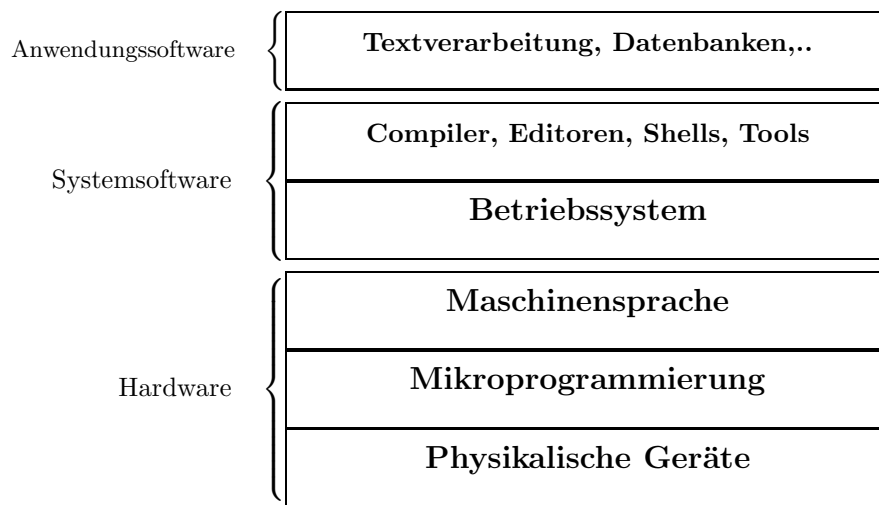 Anwendungssoftware
Textverarbeitung, Datenbanken,..
Systemsoftware
Compiler, Editoren, Shells, Tools
Betriebssystem
Hardware
Maschinensprache
Mikroprogrammierung
Physikalische Geräte